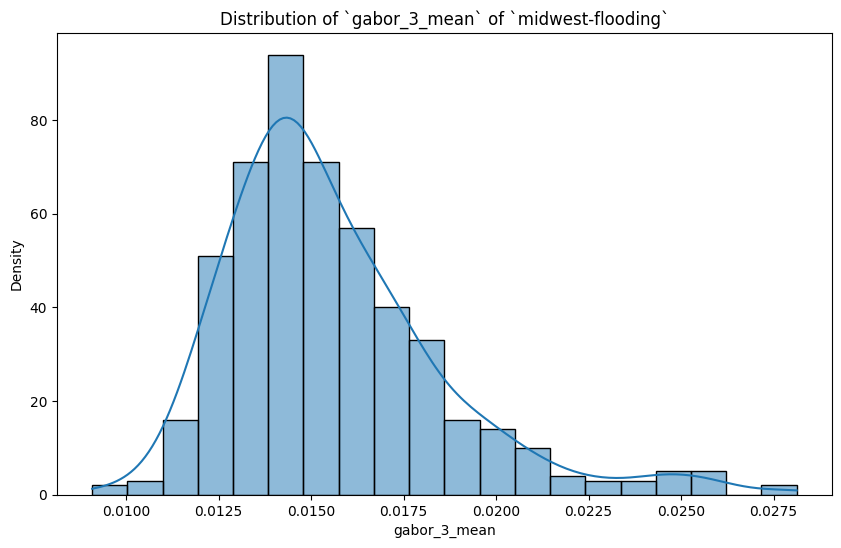 Distribution of `gabor_3_mean` of `midwest-flooding`
Density
80
60
40
20
0
0.0100 0.0125 0.0150 0.0175 0.0200 0.0225 0.0250 0.0275
gabor_3_mean